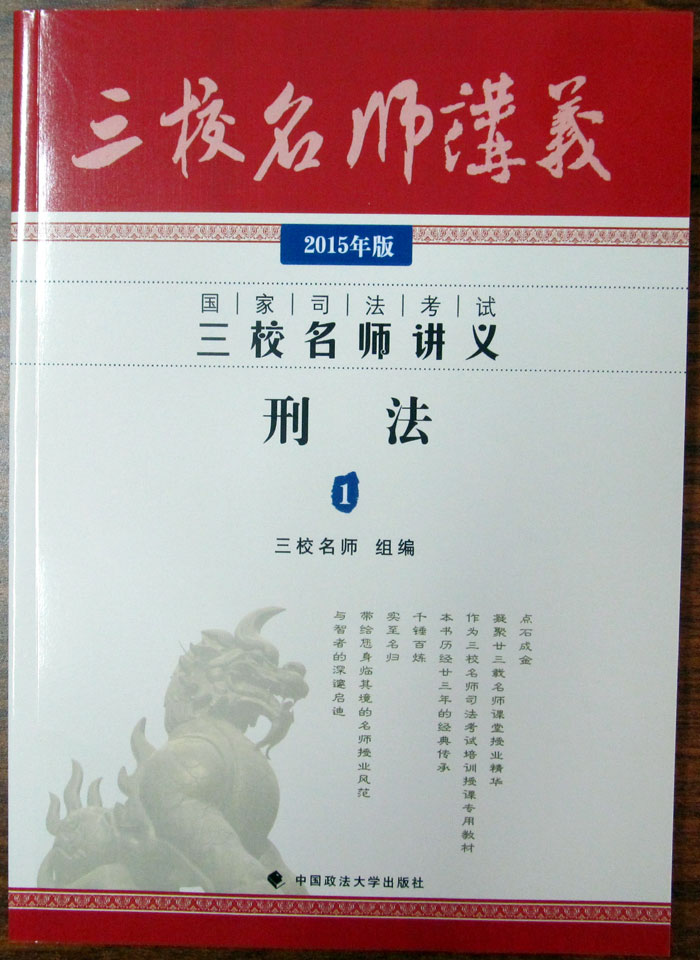 三校名师講義
2015年版
国家司法考试
三校名师讲义
刑法
1
三校名师 组编
点石成金
凝聚廿三载名师课堂授业精华
作为三校名师司法考试培训授课专用教材
本书历经廿三年的经典传承
千锤百炼
实至名归
带给您身临其境的名师授业风范
与智者的深邃启迪
中国政法大学出版社